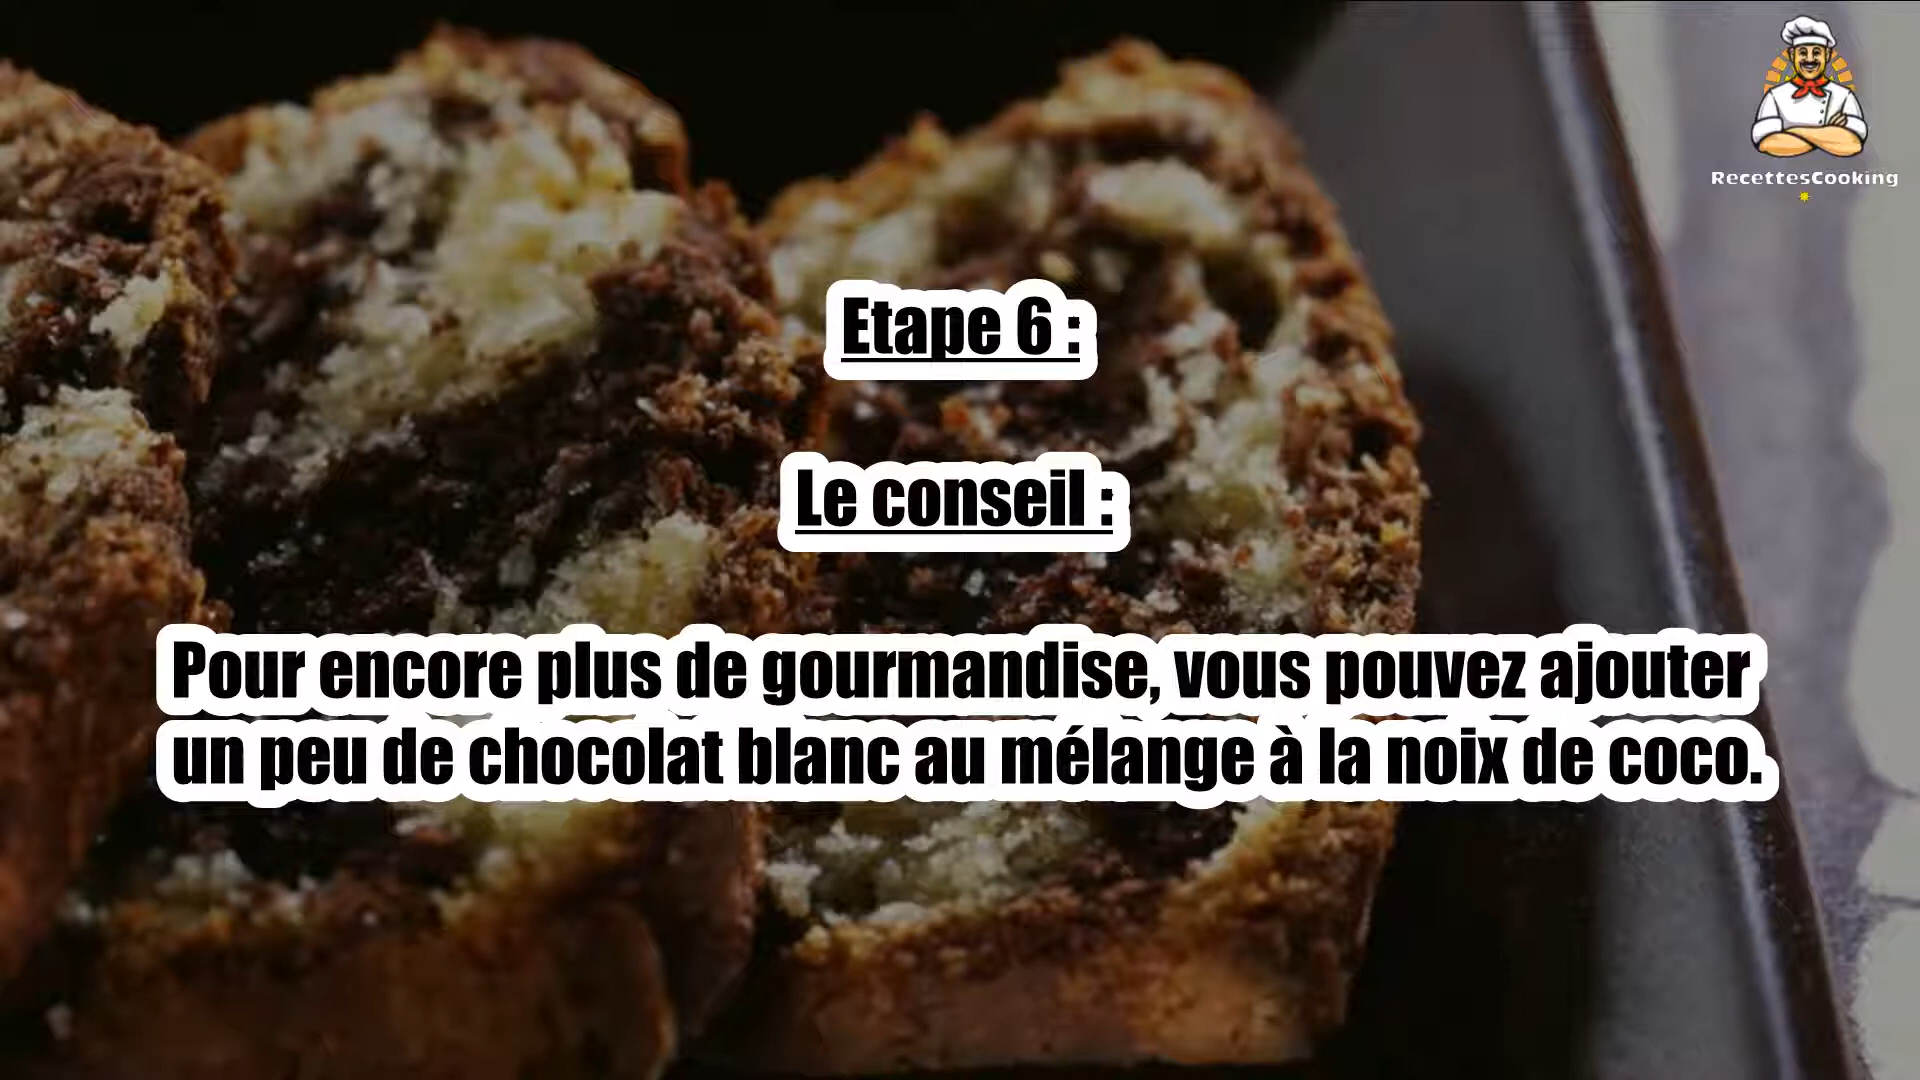 RecettesCooking
Etape 6 :
Le conseil :
Pour encore plus de gourmandise, vous pouvez ajouter
un peu de chocolat blanc au mélange à la noix de coco.